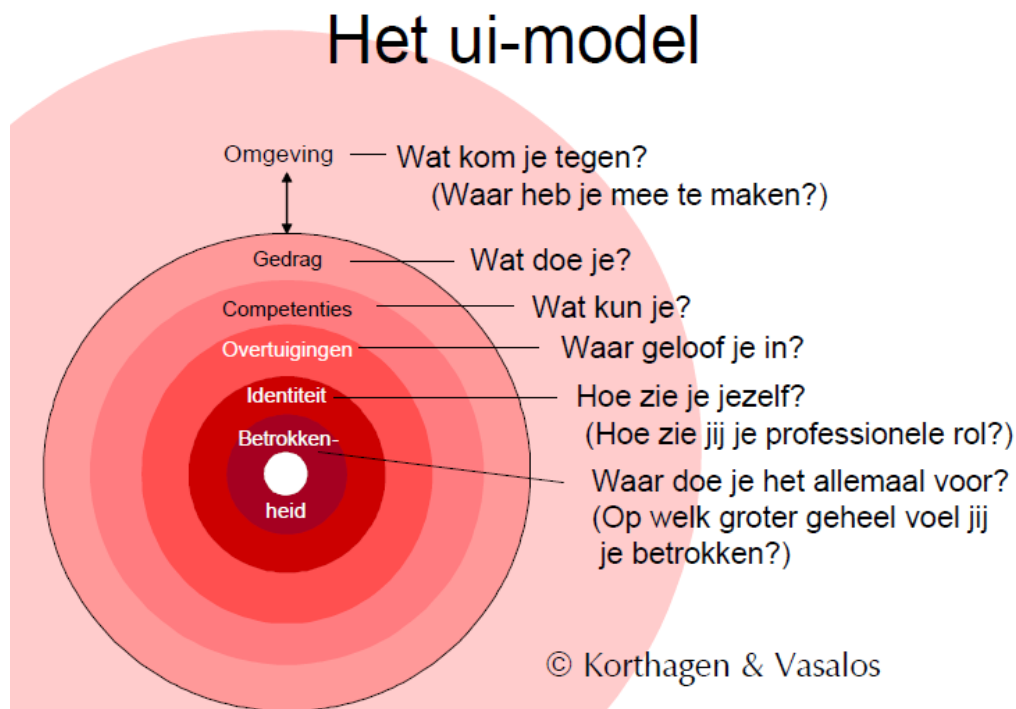 Het ui-model
Omgeving
Wat kom je tegen?
(Waar heb je mee te maken?)
Gedrag
Wat doe je?
Competenties
Wat kun je?
Overtuigingen
Waar geloof je in?
Identiteit
Hoe zie je jezelf?
(Hoe zie jij je professionele rol?)
Betrokken-
heid
Waar doe je het allemaal voor?
(Op welk groter geheel voel jij
je betrokken?)
© Korthagen & Vasalos